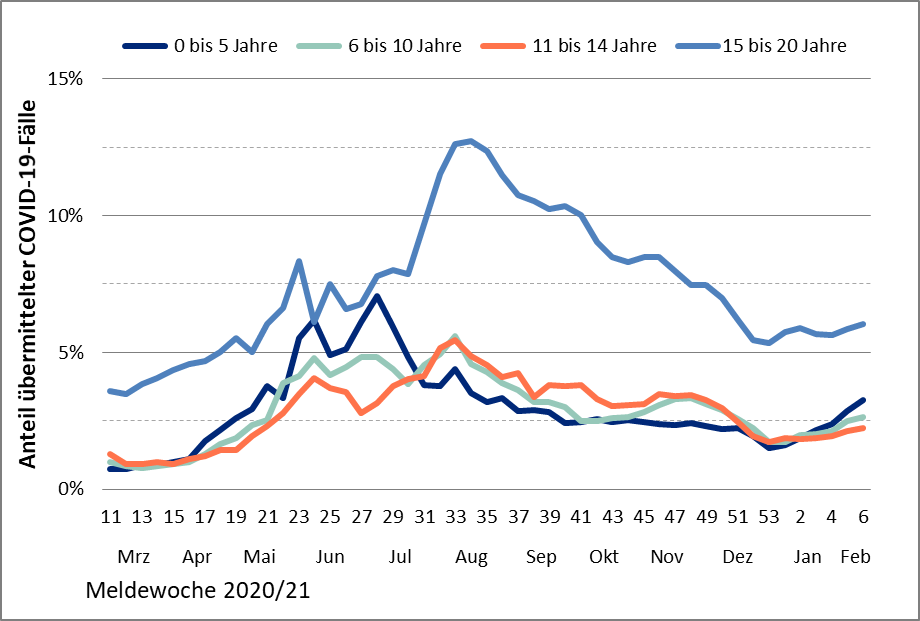 0 bis 5 Jahre 6 bis 10 Jahre 11 bis 14 Jahre 15 bis 20 Jahre
15%
10%
5%
0%
Anteil übermittelter COVID-19-Fälle
11 13 15 17 19 21 23 25 27 29 31 33 35 37 39 41 43 45 47 49 51 53 2 4 6
Mrz Apr Mai Jun Jul Aug Sep Okt Nov Dez Jan Feb
Meldewoche 2020/21